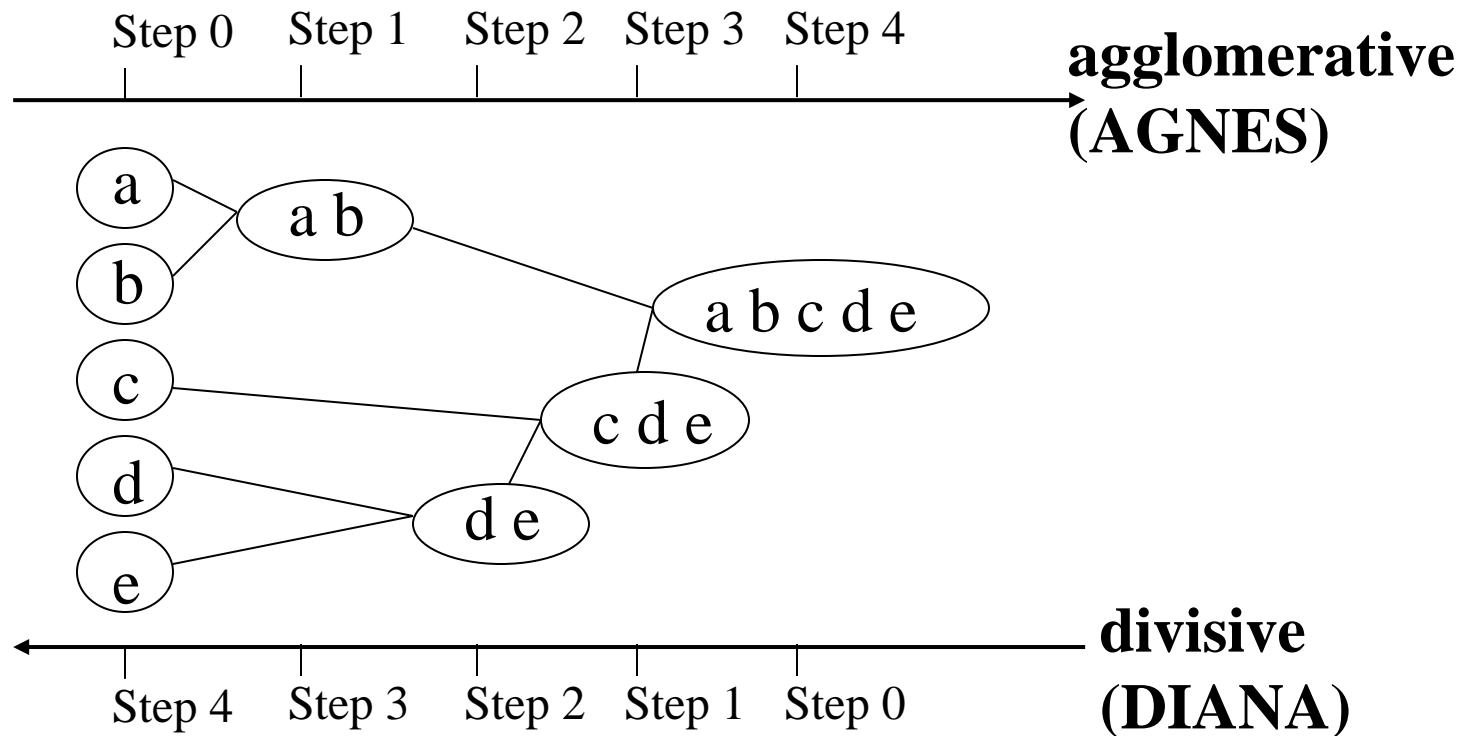 Step 0 Step 1 Step 2 Step 3 Step 4
agglomerative
(AGNES)
a
a b
b
a b c d e
c
c d e
d
d e
e
divisive
(DIANA)
Step 4 Step 3 Step 2 Step 1 Step 0